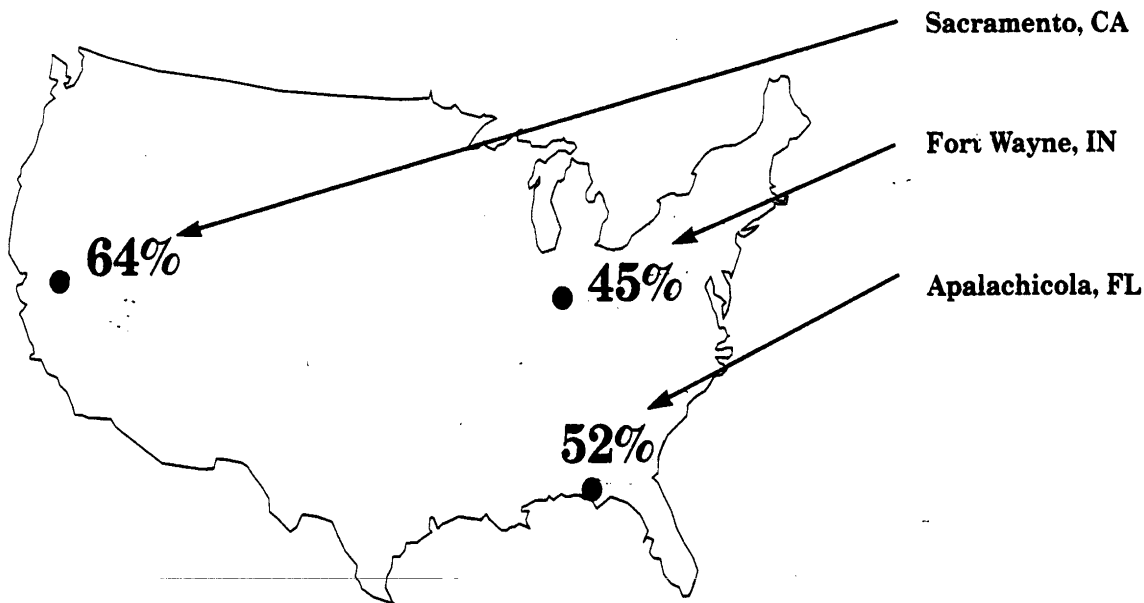 Sacramento, CA
Fort Wayne, IN
64%
45%
Apalachicola, FL
52%